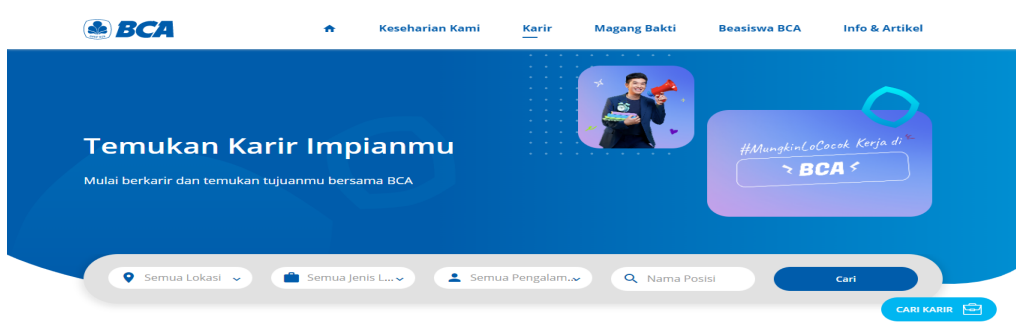 BCA
Keseharian Kami
Karir
Magang Bakti
Beasiswa BCA
Info & Artikel
Temukan Karir Impianmu
Mulai berkarir dan temukan tujuanmu bersama BCA
#MungkinLoCocok Kerja di
BCA
Semua Lokasi
Semua Jenis L...
Semua Pengalam...
Nama Posisi
Cari
CARI KARIR